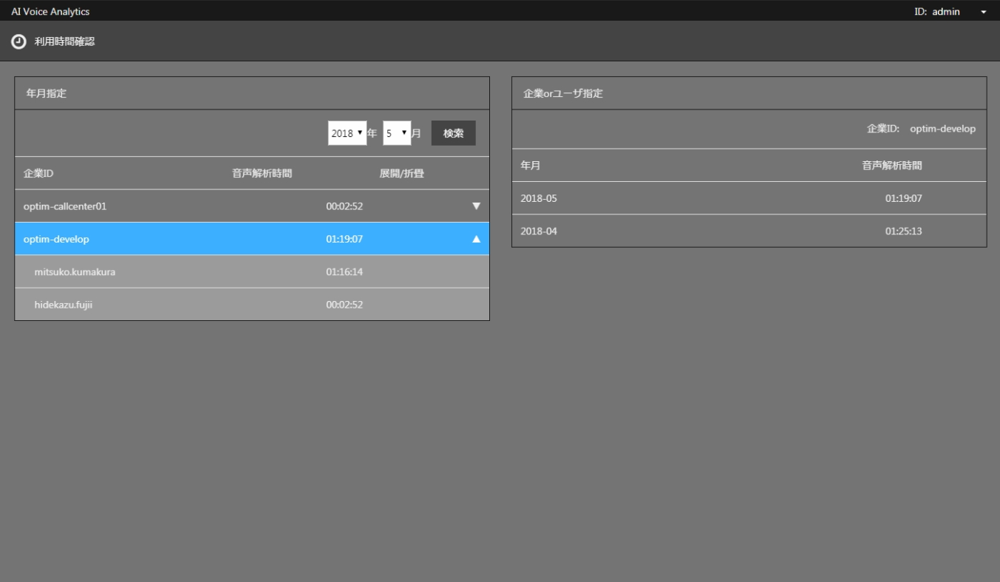 AI Voice Analytics
ID: admin
利用時間確認
年月指定
2018 年 5 月 検索
企業ID 音声解析時間 展開/折畳
optim-callcenter01 00:02:52 ▼
optim-develop 01:19:07 ▲
mitsuko.kumakura 01:16:14
hidekazu.fujii 00:02:52
企業orユーザ指定
企業ID: optim-develop
年月 音声解析時間
2018-05 01:19:07
2018-04 01:25:13